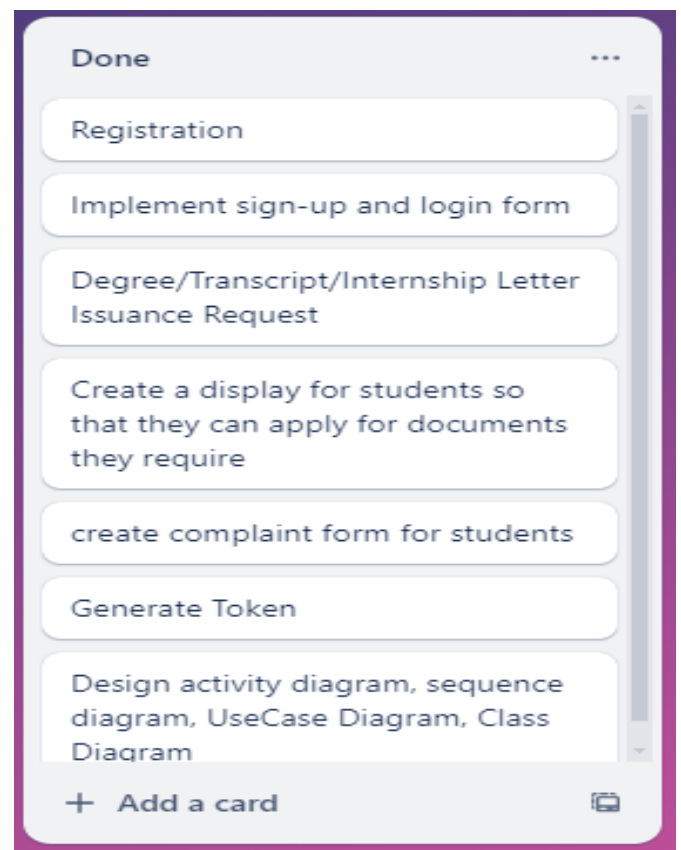 Done
Registration
Implement sign-up and login form
Degree/Transcript/Internship Letter
Issuance Request
Create a display for students so
that they can apply for documents
they require
create complaint form for students
Generate Token
Design activity diagram, sequence
diagram, UseCase Diagram, Class
Diagram
+ Add a card